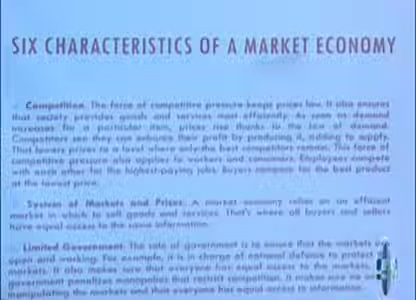 SIX CHARACTERISTICS OF A MARKET ECONOMY
Competition. The force of competitive pressure keeps prices low. It also ensures
that society provides goods and services most efficiently. As soon as demand
increases for a particular item, prices rise thanks to the law of demand.
Competitors see they can enhance their profit by producing it, adding to supply.
That lowers prices to a level where only the best competitors remain. This force of
competitive pressure also applies to workers and consumers. Employees compete
with each other for the highest-paying jobs. Buyers compete for the best product
at the lowest price.
System of Markets and Prices. A market economy relies on an efficient
market in which to sell goods and services. That's where all buyers and sellers
have equal access to the same information.
Limited Government. The role of government is to ensure that the markets
open and working. For example, it is in charge of national defense to protect
markets. It also makes sure that everyone has equal access to the markets.
government penalizes monopolies that restrict competition. It makes sure no
manipulating the markets and that everyone has equal access to information.